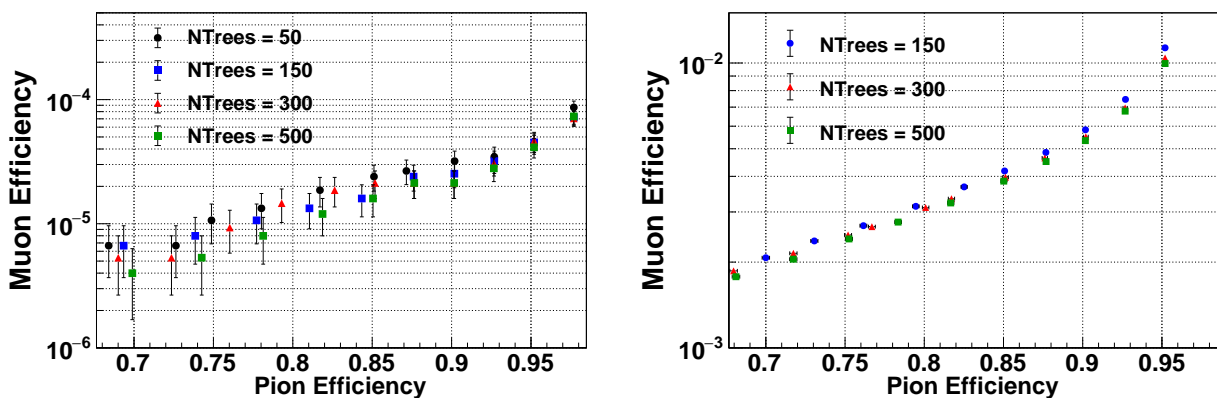 Muon Efficiency
NTrees = 50
NTrees = 150
NTrees = 300
NTrees = 500
10⁻⁴
10⁻⁵
10⁻⁶
0.7 0.75 0.8 0.85 0.9 0.95
Pion Efficiency
Muon Efficiency
NTrees = 150
NTrees = 300
NTrees = 500
10⁻²
10⁻³
0.7 0.75 0.8 0.85 0.9 0.95
Pion Efficiency